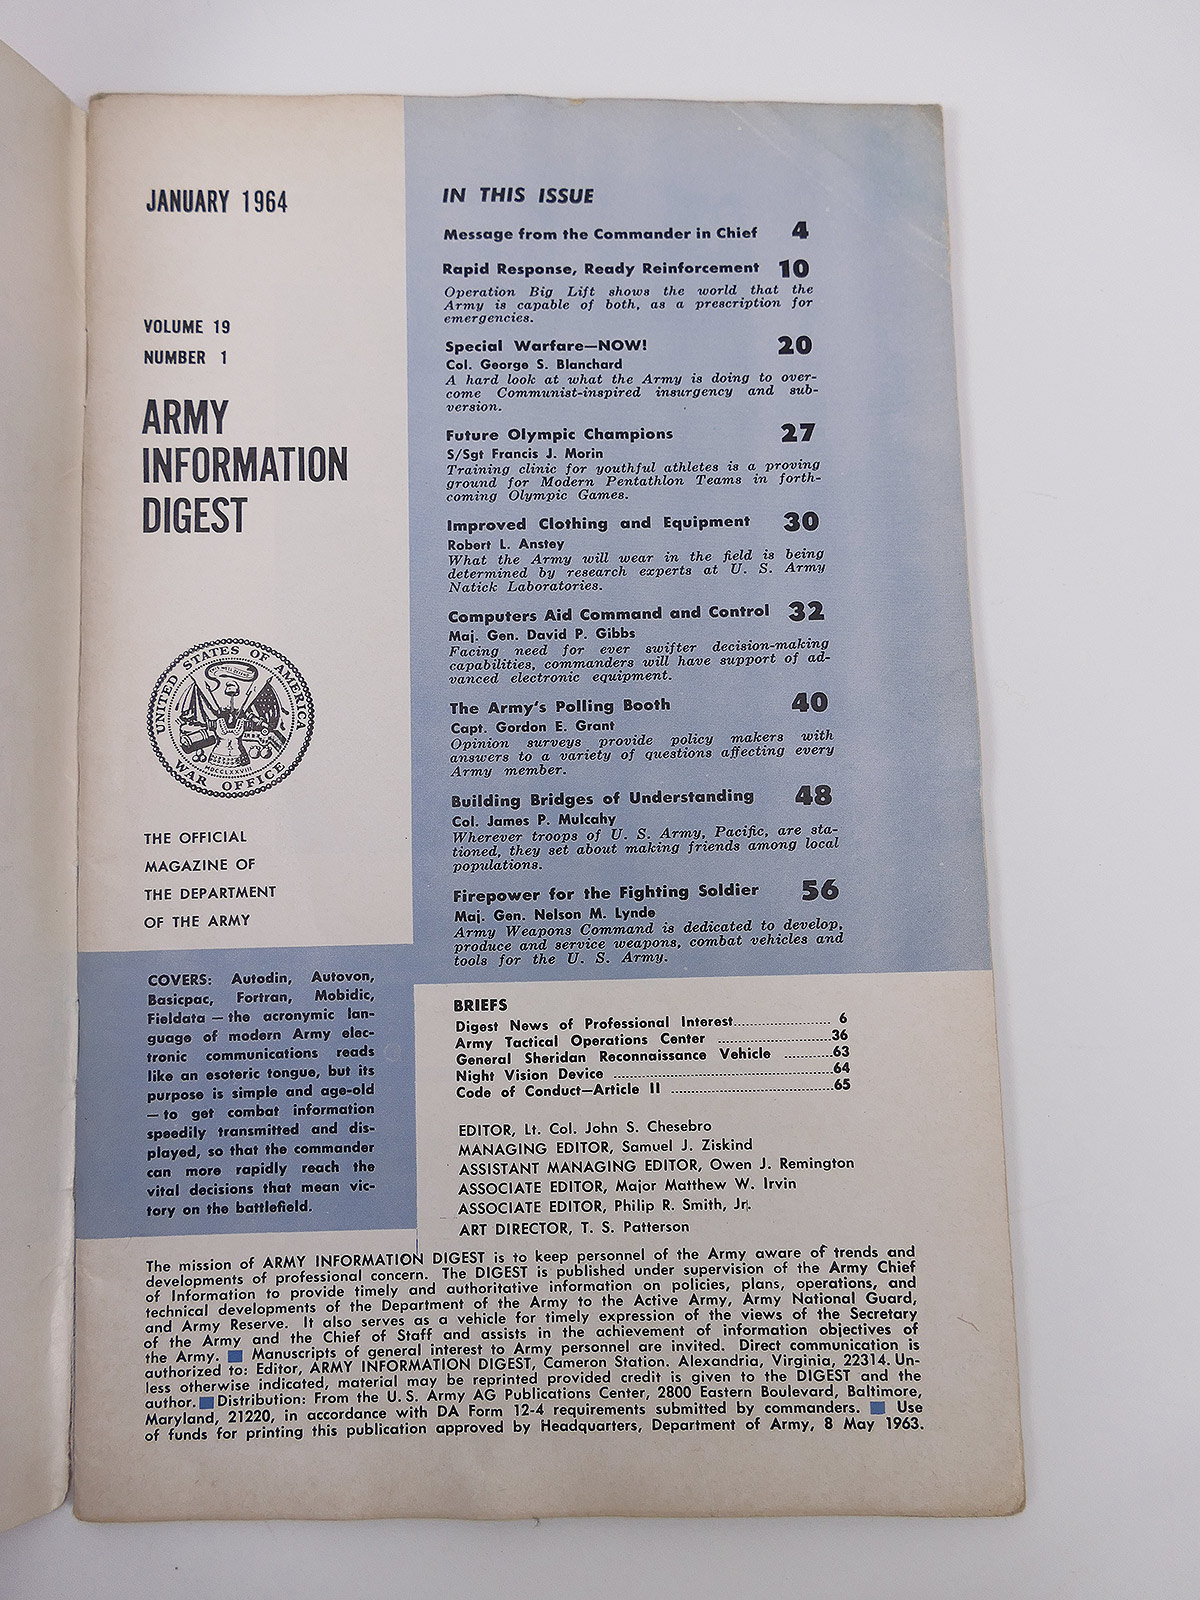 JANUARY 1964
VOLUME 19
NUMBER 1
ARMY
INFORMATION
DIGEST
UNITED STATES OF AMERICA
WAR OFFICE
MDCCLXXVIII
THE OFFICIAL
MAGAZINE OF
THE DEPARTMENT
OF THE ARMY
COVERS: Autodin, Autovon,
Basicpac, Fortran, Mobidic,
Fieldata — the acronymic lan-
guage of modern Army elec-
tronic communications reads
like an esoteric tongue, but its
purpose is simple and age-old
— to get combat information
speedily transmitted and dis-
played, so that the commander
can more rapidly reach the
vital decisions that mean vic-
tory on the battlefield.
IN THIS ISSUE
Message from the Commander in Chief 4
Rapid Response, Ready Reinforcement 10
Operation Big Lift shows the world that the
Army is capable of both, as a prescription for
emergencies.
Special Warfare—NOW! 20
Col. George S. Blanchard
A hard look at what the Army is doing to over-
come Communist-inspired insurgency and sub-
version.
Future Olympic Champions 27
S/Sgt Francis J. Morin
Training clinic for youthful athletes is a proving
ground for Modern Pentathlon Teams in forth-
coming Olympic Games.
Improved Clothing and Equipment 30
Robert L. Anstey
What the Army will wear in the field is being
determined by research experts at U. S. Army
Natick Laboratories.
Computers Aid Command and Control 32
Maj. Gen. David P. Gibbs
Facing need for ever swifter decision-making
capabilities, commanders will have support of ad-
vanced electronic equipment.
The Army's Polling Booth 40
Capt. Gordon E. Grant
Opinion surveys provide policy makers with
answers to a variety of questions affecting every
Army member.
Building Bridges of Understanding 48
Col. James P. Mulcahy
Wherever troops of U. S. Army, Pacific, are sta-
tioned, they set about making friends among local
populations.
Firepower for the Fighting Soldier 56
Maj. Gen. Nelson M. Lynde
Army Weapons Command is dedicated to develop,
produce and service weapons, combat vehicles and
tools for the U. S. Army.
BRIEFS
Digest News of Professional Interest........................ 6
Army Tactical Operations Center ............................36
General Sheridan Reconnaissance Vehicle ............63
Night Vision Device ......................................................64
Code of Conduct—Article II ........................................65
EDITOR, Lt. Col. John S. Chesebro
MANAGING EDITOR, Samuel J. Ziskind
ASSISTANT MANAGING EDITOR, Owen J. Remington
ASSOCIATE EDITOR, Major Matthew W. Irvin
ASSOCIATE EDITOR, Philip R. Smith, Jr.
ART DIRECTOR, T. S. Patterson
The mission of ARMY INFORMATION DIGEST is to keep personnel of the Army aware of trends and
developments of professional concern. The DIGEST is published under supervision of the Army Chief
of Information to provide timely and authoritative information on policies, plans, operations, and
technical developments of the Department of the Army to the Active Army, Army National Guard,
and Army Reserve. It also serves as a vehicle for timely expression of the views of the Secretary
of the Army and the Chief of Staff and assists in the achievement of information objectives of
the Army. ■ Manuscripts of general interest to Army personnel are invited. Direct communication is
authorized to: Editor, ARMY INFORMATION DIGEST, Cameron Station. Alexandria, Virginia, 22314. Un-
less otherwise indicated, material may be reprinted provided credit is given to the DIGEST and the
author. ■ Distribution: From the U. S. Army AG Publications Center, 2800 Eastern Boulevard, Baltimore,
Maryland, 21220, in accordance with DA Form 12-4 requirements submitted by commanders. ■ Use
of funds for printing this publication approved by Headquarters, Department of Army, 8 May 1963.